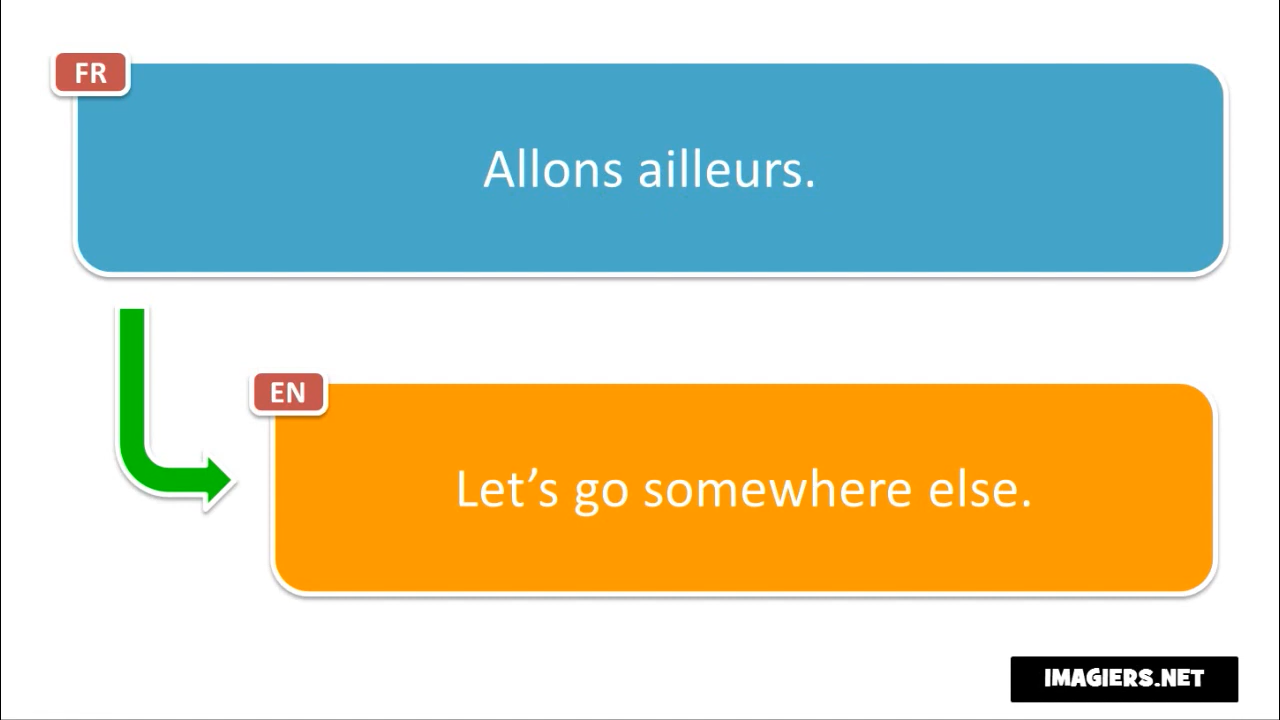 FR
Allons ailleurs.
EN
Let’s go somewhere else.
IMAGIERS.NET